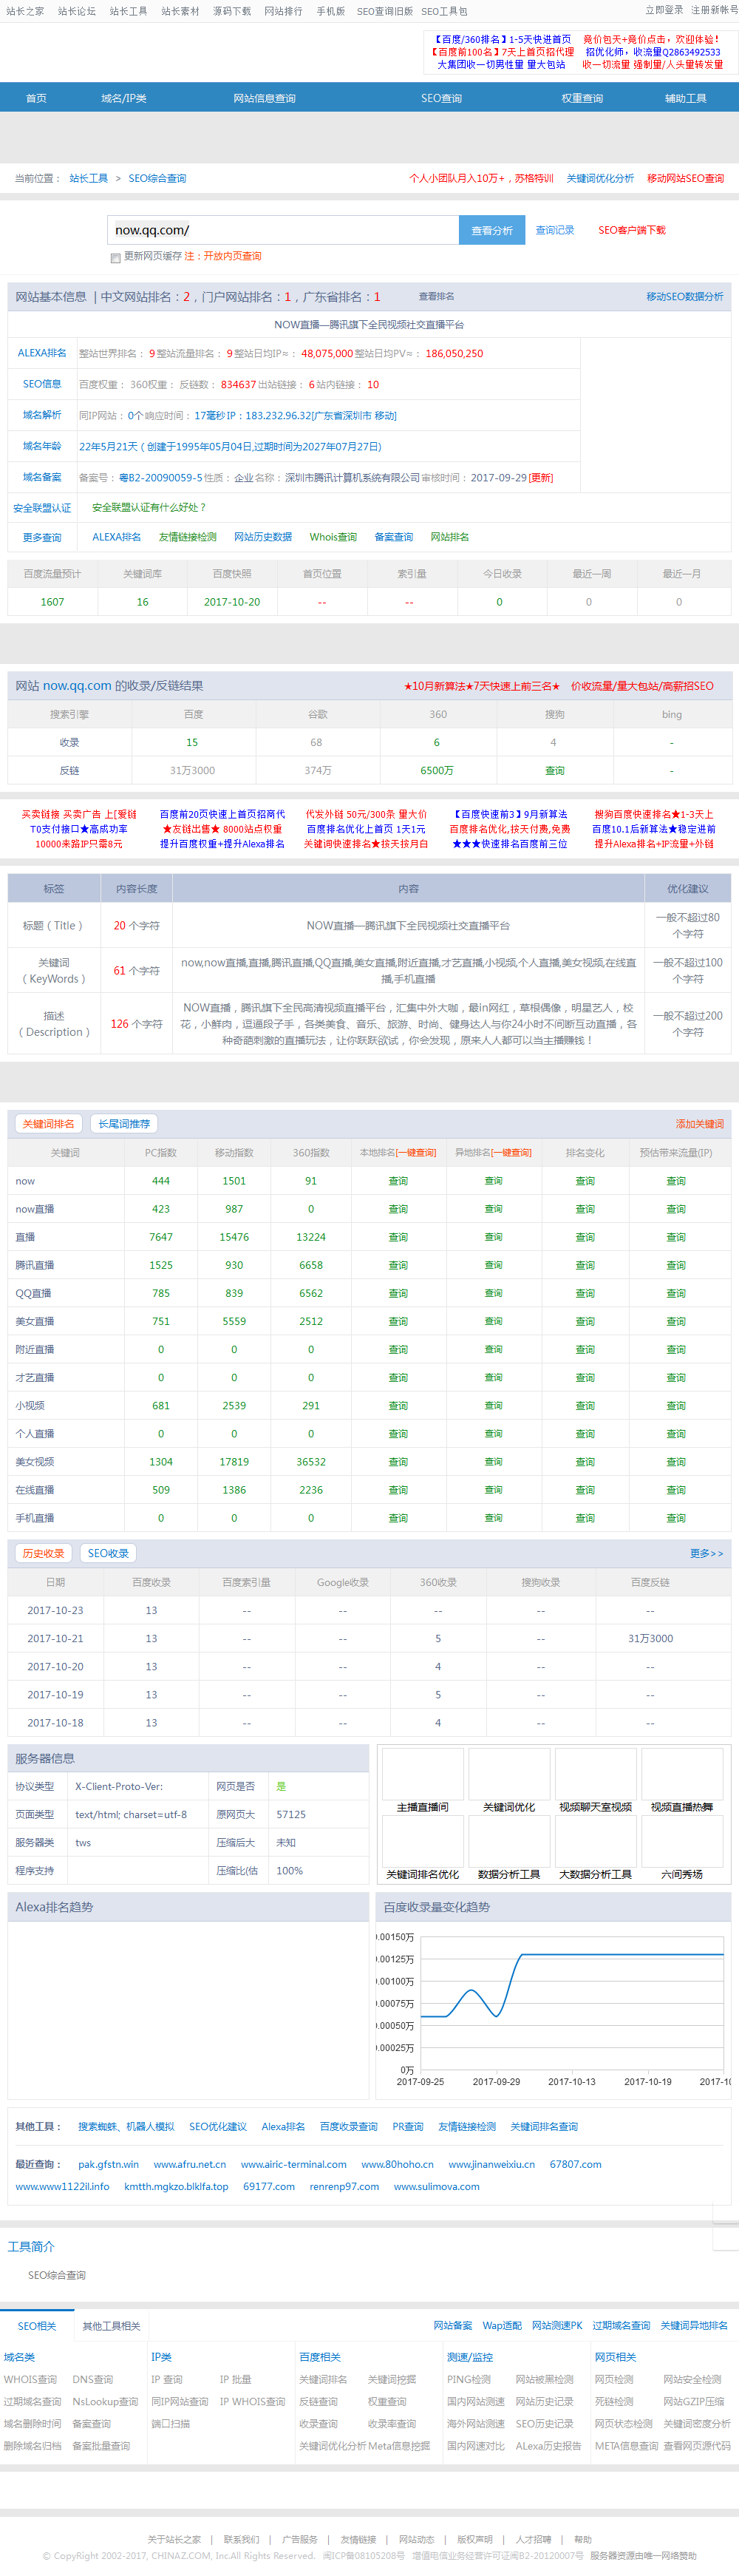 站长之家 站长论坛 站长工具 站长素材 源码下载 网站排行 手机版 SEO查询旧版 SEO工具包 立即登录 注册新帐号
【百度/360排名】1-5天快进首页 竟价包天+竟价点击，欢迎体验!
【百度前100名】7天上首页招代理 招优化师，收流量Q2863492533
大集团收一切男性量 量大包站 收一切流量 强制量/人头量转发量
首页 域名/IP类 网站信息查询 SEO查询 权重查询 辅助工具
当前位置： 站长工具 > SEO综合查询 个人小团队月入10万+，苏格特训 关键词优化分析 移动网站SEO查询
now.qq.com/ 查看分析 查询记录 SEO客户端下载
更新网页缓存 注：开放内页查询
网站基本信息 | 中文网站排名：2，门户网站排名：1，广东省排名：1 查看排名 移动SEO数据分析
NOW直播—腾讯旗下全民视频社交直播平台
ALEXA排名 整站世界排名： 9 整站流量排名： 9 整站日均IP≈： 48,075,000 整站日均PV≈： 186,050,250
SEO信息 百度权重： 360权重： 反链数： 834637 出站链接： 6 站内链接： 10
域名解析 同IP网站： 0个 响应时间： 17毫秒 IP：183.232.96.32[广东省深圳市 移动]
域名年龄 22年5月21天（创建于1995年05月04日,过期时间为2027年07月27日)
域名备案 备案号：粤B2-20090059-5 性质：企业 名称：深圳市腾讯计算机系统有限公司 审核时间：2017-09-29 [更新]
安全联盟认证 安全联盟认证有什么好处？
更多查询 ALEXA排名 友情链接检测 网站历史数据 Whois查询 备案查询 网站排名
百度流量预计 关键词库 百度快照 首页位置 索引量 今日收录 最近一周 最近一月
1607 16 2017-10-20 -- -- 0 0 0
网站 now.qq.com 的收录/反链结果 ★10月新算法★7天快速上前三名★ 价收流量/量大包站/高薪招SEO
搜索引擎 百度 谷歌 360 搜狗 bing
收录 15 68 6 4 -
反链 31万3000 374万 6500万 查询 -
买卖链接 买卖广告 上[爱链 百度前20页快速上首页招商代 代发外链 50元/300条 量大价 【百度快速前3】9月新算法 搜狗百度快速排名★1-3天上
T0支付接口★高成功率 ★友链出售★ 8000站点权重 百度排名优化上首页 1天1元 百度排名优化,按天付费,免费 百度10.1后新算法★稳定进前
10000来路IP只需8元 提升百度权重+提升Alexa排名 关键词快速排名★按天按月白 ★★★快速排名百度前三位 提升Alexa排名+IP流量+外链
标签 内容长度 内容 优化建议
标题（Title） 20 个字符 NOW直播—腾讯旗下全民视频社交直播平台 一般不超过80个字符
关键词（KeyWords） 61 个字符 now,now直播,直播,腾讯直播,QQ直播,美女直播,附近直播,才艺直播,小视频,个人直播,美女视频,在线直播,手机直播 一般不超过100个字符
描述（Description） 126 个字符 NOW直播，腾讯旗下全民高清视频直播平台，汇集中外大咖，最in网红，草根偶像，明星艺人，校花，小鲜肉，逗逼段子手，各类美食、音乐、旅游、时尚、健身达人与你24小时不间断互动直播，各种奇葩刺激的直播玩法，让你跃跃欲试，你会发现，原来人人都可以当主播赚钱！ 一般不超过200个字符
关键词排名 长尾词推荐 添加关键词
关键词 PC指数 移动指数 360指数 本地排名[一键查询] 异地排名[一键查询] 排名变化 预估带来流量(IP)
now 444 1501 91 查询 查询 查询 查询
now直播 423 987 0 查询 查询 查询 查询
直播 7647 15476 13224 查询 查询 查询 查询
腾讯直播 1525 930 6658 查询 查询 查询 查询
QQ直播 785 839 6562 查询 查询 查询 查询
美女直播 751 5559 2512 查询 查询 查询 查询
附近直播 0 0 0 查询 查询 查询 查询
才艺直播 0 0 0 查询 查询 查询 查询
小视频 681 2539 291 查询 查询 查询 查询
个人直播 0 0 0 查询 查询 查询 查询
美女视频 1304 17819 36532 查询 查询 查询 查询
在线直播 509 1386 2236 查询 查询 查询 查询
手机直播 0 0 0 查询 查询 查询 查询
历史收录 SEO收录 更多>>
日期 百度收录 百度索引量 Google收录 360收录 搜狗收录 百度反链
2017-10-23 13 -- -- -- -- --
2017-10-21 13 -- -- 5 -- 31万3000
2017-10-20 13 -- -- 4 -- --
2017-10-19 13 -- -- 5 -- --
2017-10-18 13 -- -- 4 -- --
服务器信息
协议类型 X-Client-Proto-Ver: 网页是否 是
页面类型 text/html; charset=utf-8 原网页大 57125
服务器类 tws 压缩后大 未知
程序支持 压缩比(估 100%
主播直播间 关键词优化 视频聊天室视频 视频直播热舞
关键词排名优化 数据分析工具 大数据分析工具 六间秀场
Alexa排名趋势 百度收录量变化趋势
0.00150万
0.00125万
0.00100万
0.00075万
0.00050万
0.00025万
0万
2017-09-25 2017-09-29 2017-10-13 2017-10-19 2017-10
其他工具： 搜索蜘蛛、机器人模拟 SEO优化建议 Alexa排名 百度收录查询 PR查询 友情链接检测 关键词排名查询
最近查询： pak.gfstn.win www.afru.net.cn www.airic-terminal.com www.80hoho.cn www.jinanweixiu.cn 67807.com
www.www1122il.info kmtth.mgkzo.blklfa.top 69177.com renrenp97.com www.sulimova.com
工具简介
SEO综合查询
SEO相关 其他工具相关 网站备案 Wap适配 网站测速PK 过期域名查询 关键词异地排名
域名类 IP类 百度相关 测速/监控 网页相关
WHOIS查询 DNS查询 IP 查询 IP 批量 关键词排名 关键词挖掘 PING检测 网站被黑检测 网页检测 网站安全检测
过期域名查询 NsLookup查询 同IP网站查询 IP WHOIS查询 反链查询 权重查询 国内网站测速 网站历史记录 死链检测 网站GZIP压缩
域名删除时间 备案查询 端口扫描 收录查询 收录率查询 海外网站测速 SEO历史记录 网页状态检测 关键词密度分析
删除域名归档 备案批量查询 关键词优化分析 Meta信息挖掘 国内网速对比 ALexa历史报告 META信息查询 查看网页源代码
关于站长之家 | 联系我们 | 广告服务 | 友情链接 | 网站动态 | 版权声明 | 人才招聘 | 帮助
© CopyRight 2002-2017, CHINAZ.COM, Inc.All Rights Reserved. 闽ICP备08105208号 增值电信业务经营许可证闽B2-20120007号 服务器资源由唯一网络赞助